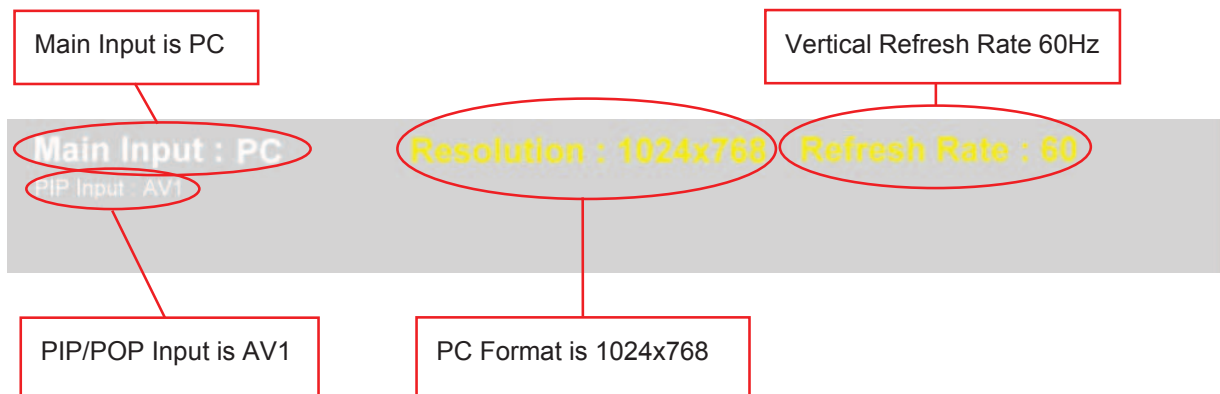 Main Input is PC
Vertical Refresh Rate 60Hz
Main Input : PC
Resolution : 1024x768
Refresh Rate : 60
PIP Input : AV1
PIP/POP Input is AV1
PC Format is 1024x768